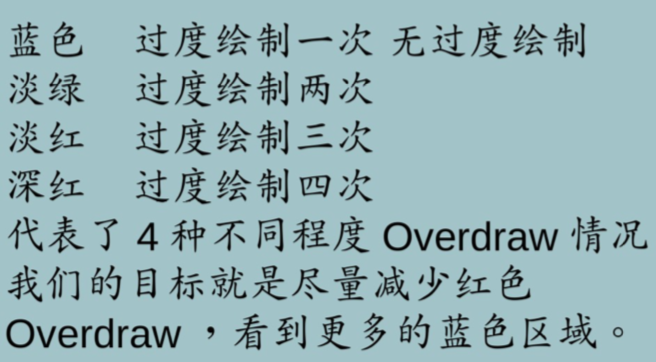 蓝色 过度绘制一次 无过度绘制
淡绿 过度绘制两次
淡红 过度绘制三次
深红 过度绘制四次
代表了 4 种不同程度 Overdraw 情况
我们的目标就是尽量减少红色
Overdraw ，看到更多的蓝色区域。